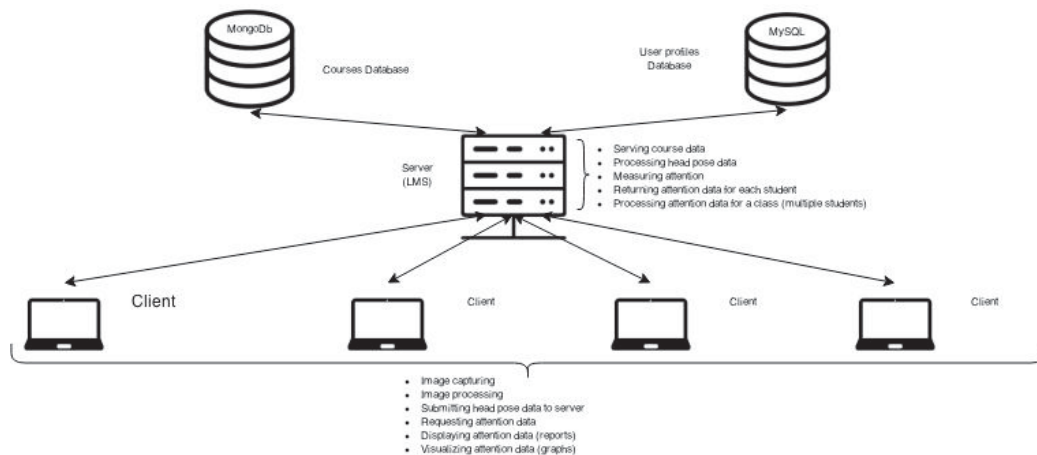 MongoDb
MySQL
Courses Database
User profiles
Database
Server
(LMS)
• Serving course data
• Processing head pose data
• Measuring attention
• Returning attention data for each student
• Processing attention data for a class (multiple students)
Client
Client
Client
Client
• Image capturing
• Image processing
• Submitting head pose data to server
• Requesting attention data
• Displaying attention data (reports)
• Visualizing attention data (graphs)